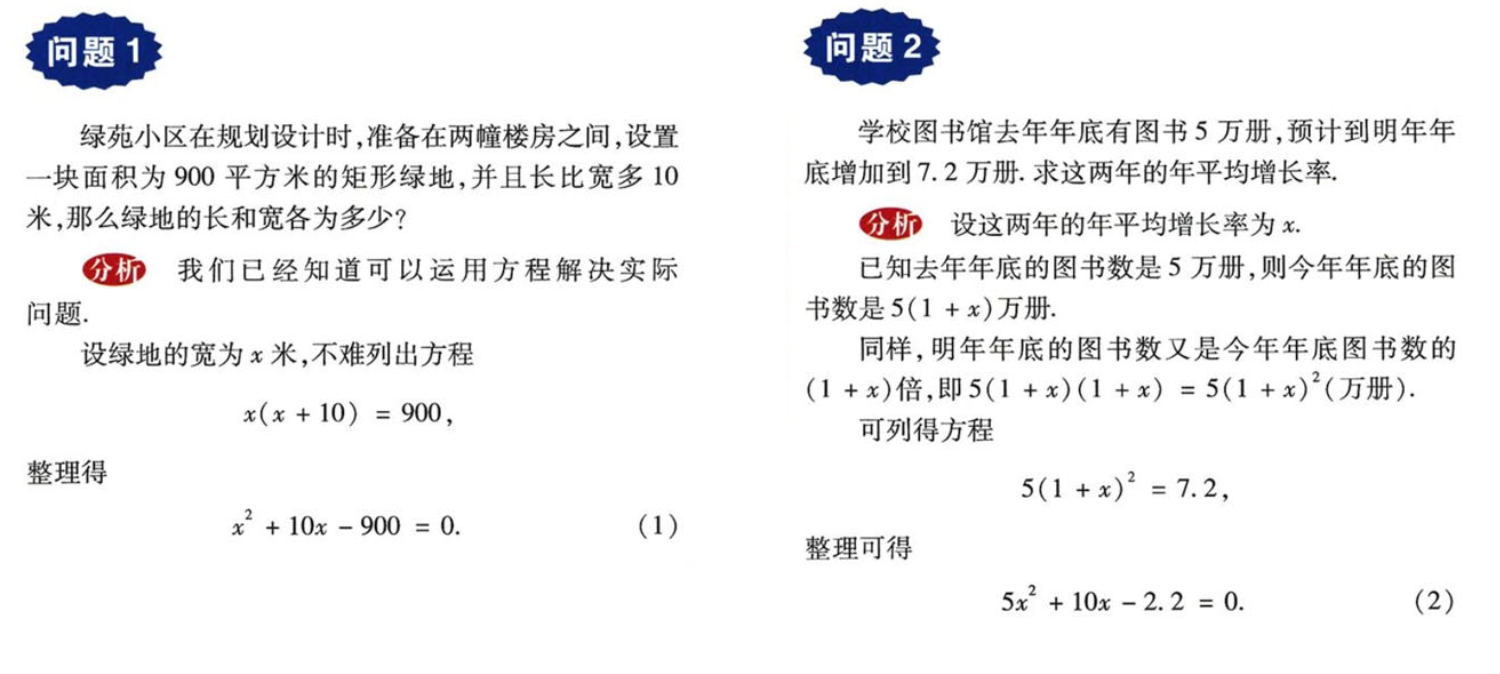 问题 1
绿苑小区在规划设计时,准备在两幢楼房之间,设置
一块面积为 900 平方米的矩形绿地,并且长比宽多 10
米,那么绿地的长和宽各为多少?
分析 我们已经知道可以运用方程解决实际
问题.
设绿地的宽为 x 米,不难列出方程
x(x + 10) = 900,
整理得
x² + 10x - 900 = 0. (1)
问题 2
学校图书馆去年年底有图书 5 万册,预计到明年年
底增加到 7.2 万册. 求这两年的年平均增长率.
分析 设这两年的年平均增长率为 x.
已知去年年底的图书数是 5 万册,则今年年底的图
书数是 5(1 + x)万册.
同样,明年年底的图书数又是今年年底图书数的
(1 + x)倍,即 5(1 + x)(1 + x) = 5(1 + x)²(万册).
可列得方程
5(1 + x)² = 7.2,
整理可得
5x² + 10x - 2.2 = 0. (2)